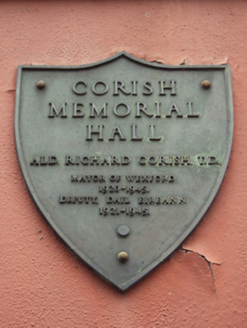 CORISH
MEMORIAL
HALL
ALD. RICHARD CORISH. T.D.
MAYOR OF WEXFORD
1920-1945.
DEPUTY, DAIL EIREANN
1921-1945.